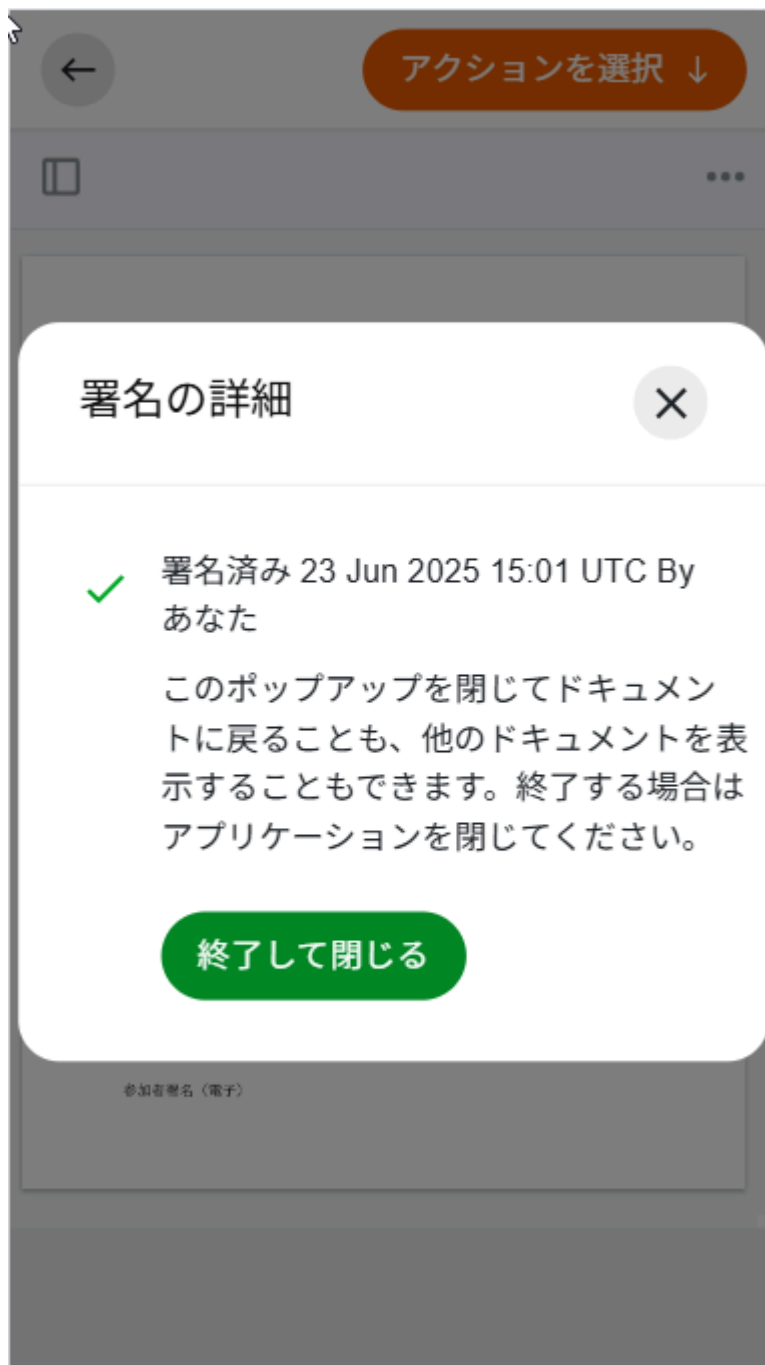 アクションを選択 ↓
署名の詳細
署名済み 23 Jun 2025 15:01 UTC By
あなた
このポップアップを閉じてドキュメン
トに戻ることも、他のドキュメントを表
示することもできます。終了する場合は
アプリケーションを閉じてください。
終了して閉じる
参加者署名（電子）